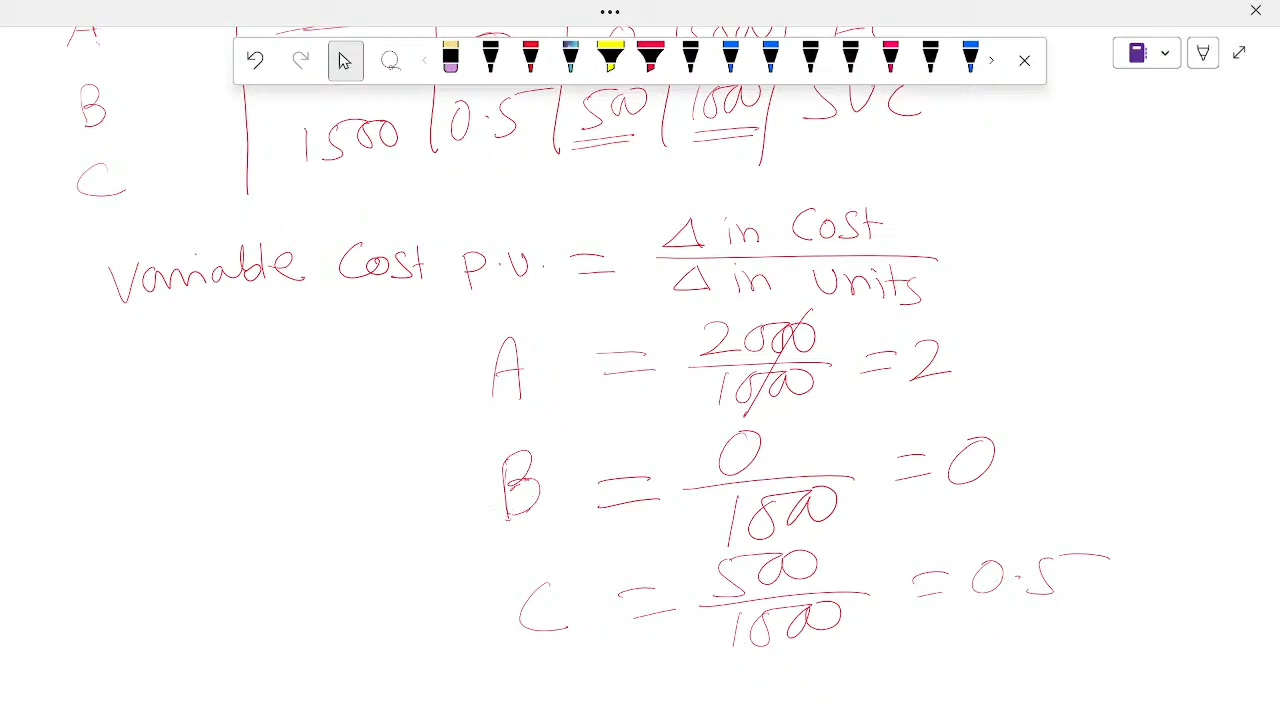 A
B
1500 | 0.5 | 500 | 1000 | SVC
C
Variable Cost p.u. = Δ in Cost / Δ in Units
A = 2000 / 1000 = 2
B = 0 / 1000 = 0
C = 500 / 1000 = 0.5